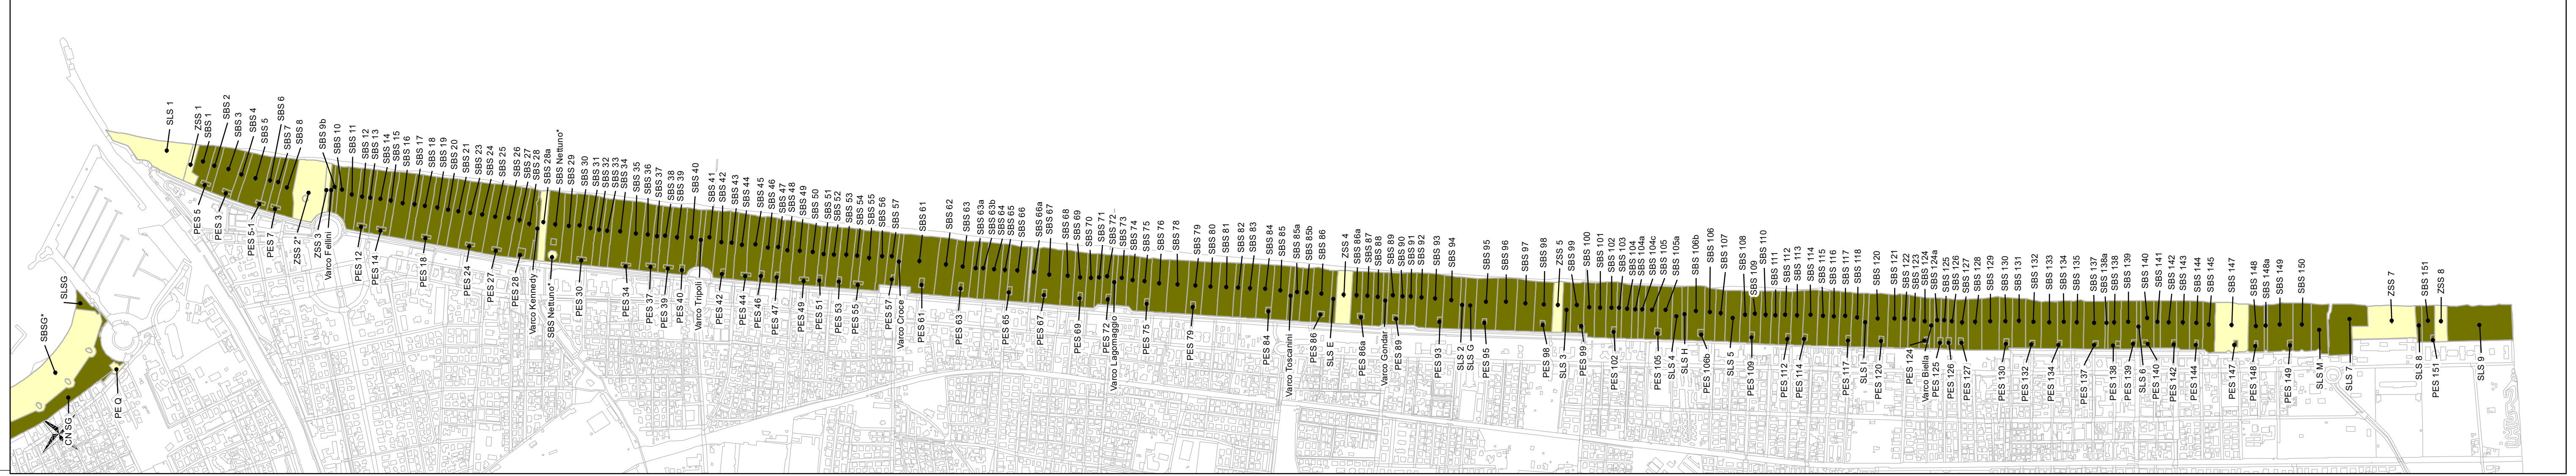 SLS 1
ZSS 1
SBS 1
SBS 2
SBS 3
SBS 4
SBS 5
SBS 6
SBS 7
SBS 8
SBS 9b
SBS 10
SBS 11
SBS 12
SBS 13
SBS 14
SBS 15
SBS 16
SBS 17
SBS 18
SBS 19
SBS 20
SBS 21
SBS 23
SBS 24
SBS 25
SBS 26
SBS 27
SBS 28
SBS 28a
SBS Nettuno*
SBS 29
SBS 30
SBS 31
SBS 32
SBS 33
SBS 34
SBS 35
SBS 36
SBS 37
SBS 38
SBS 39
SBS 40
SBS 41
SBS 42
SBS 43
SBS 44
SBS 45
SBS 46
SBS 47
SBS 48
SBS 49
SBS 50
SBS 51
SBS 52
SBS 53
SBS 54
SBS 55
SBS 56
SBS 57
SBS 61
SBS 62
SBS 63
SBS 63a
SBS 63b
SBS 64
SBS 65
SBS 66
SBS 66a
SBS 67
SBS 68
SBS 69
SBS 70
SBS 71
SBS 72
SBS 73
SBS 74
SBS 75
SBS 76
SBS 78
SBS 79
SBS 80
SBS 81
SBS 82
SBS 83
SBS 84
SBS 85
SBS 85a
SBS 85b
SBS 86
ZSS 4
SBS 86a
SBS 87
SBS 88
SBS 89
SBS 90
SBS 91
SBS 92
SBS 93
SBS 94
SBS 95
SBS 96
SBS 97
SBS 98
ZSS 5
SBS 99
SBS 100
SBS 101
SBS 102
SBS 103
SBS 104
SBS 104a
SBS 104c
SBS 105
SBS 105a
SBS 106b
SBS 106
SBS 107
SBS 108
SBS 109
SBS 110
SBS 111
SBS 112
SBS 113
SBS 114
SBS 115
SBS 116
SBS 117
SBS 118
SBS 120
SBS 121
SBS 122
SBS 123
SBS 124
SBS 124a
SBS 125
SBS 126
SBS 127
SBS 128
SBS 129
SBS 130
SBS 131
SBS 132
SBS 133
SBS 134
SBS 135
SBS 137
SBS 138a
SBS 138
SBS 139
SBS 140
SBS 141
SBS 142
SBS 143
SBS 144
SBS 145
SBS 147
SBS 148
SBS 148a
SBS 149
SBS 150
ZSS 7
SBS 151
ZSS 8
SLSG
SBSG*
CN SG
PE Q
PES 5
PES 3
PES 5-1
PES 7
ZSS 2*
ZSS 3
Varco Fellini
PES 12
PES 14
PES 18
PES 24
PES 27
PES 28
Varco Kennedy
SBS Nettuno*
PES 30
PES 34
PES 37
PES 39
PES 40
Varco Tripoli
PES 42
PES 44
PES 46
PES 47
PES 49
PES 51
PES 53
PES 55
PES 57
Varco Croce
PES 61
PES 63
PES 65
PES 67
PES 69
PES 72
Varco Lagomaggio
PES 75
PES 79
PES 84
Varco Toscanini
PES 86
SLS E
PES 86a
Varco Gondar
PES 89
PES 93
SLS 2
SLS G
PES 95
PES 98
SLS 3
PES 99
PES 102
PES 105
SLS 4
SLS H
PES 106b
SLS 5
PES 109
PES 112
PES 114
PES 117
SLS I
PES 120
PES 124
Varco Biella
PES 125
PES 126
PES 127
PES 130
PES 132
PES 134
PES 137
PES 138
PES 139
SLS 6
PES 140
PES 142
PES 144
PES 147
PES 148
PES 149
SLS M
SLS 7
SLS 8
PES 151
SLS 9